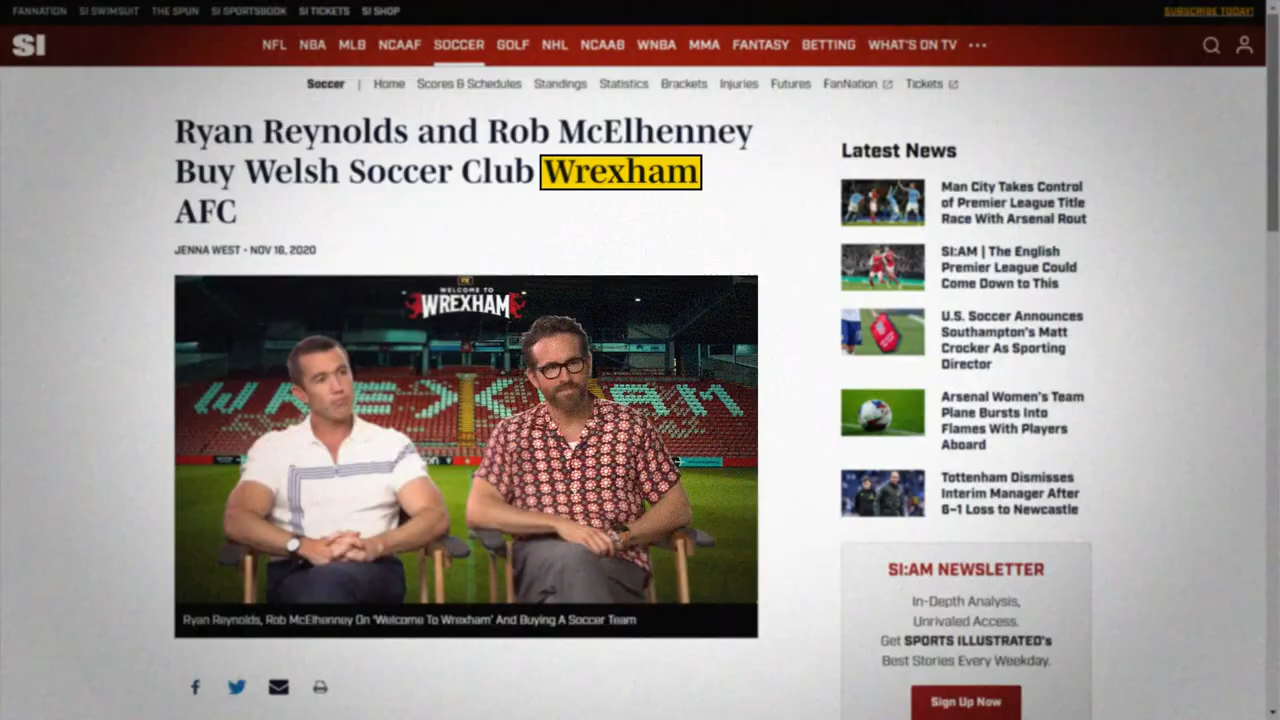 FANNATION SI SWIMSUIT THE SPUN SI SPORTSBOOK SI TICKETS SI SHOP
SUBSCRIBE TODAY!
SI
NFL NBA MLB NCAAF SOCCER GOLF NHL NCAAB WNBA MMA FANTASY BETTING WHAT'S ON TV
Soccer | Home Scores & Schedules Standings Statistics Brackets Injuries Futures FanNation Tickets
Ryan Reynolds and Rob McElhenney
Buy Welsh Soccer Club Wrexham
AFC
JENNA WEST • NOV 16, 2020
WELCOME TO
WREXHAM
WREXHAM
Ryan Reynolds, Rob McElhenney On 'Welcome To Wrexham' And Buying A Soccer Team
Latest News
Man City Takes Control
of Premier League Title
Race With Arsenal Rout
SI:AM | The English
Premier League Could
Come Down to This
U.S. Soccer Announces
Southampton's Matt
Crocker As Sporting
Director
Arsenal Women's Team
Plane Bursts Into
Flames With Players
Aboard
Tottenham Dismisses
Interim Manager After
6–1 Loss to Newcastle
SI:AM NEWSLETTER
In-Depth Analysis,
Unrivaled Access.
Get SPORTS ILLUSTRATED's
Best Stories Every Weekday.
Sign Up Now